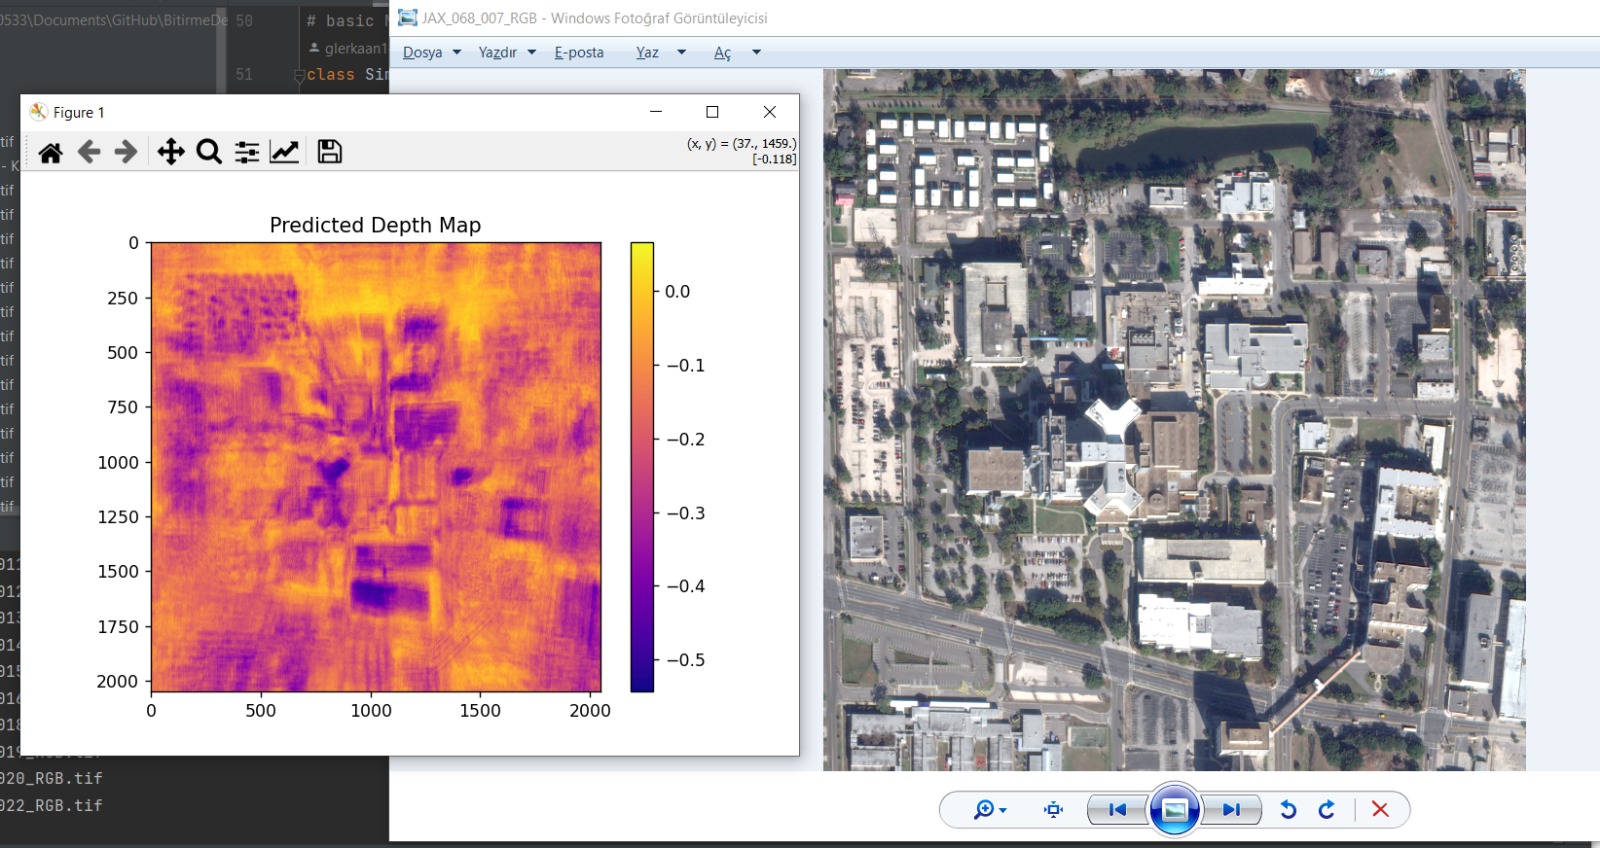 0533\Documents\GitHub\BitirmeDe
50 # basic
glerkaan1
51 class Sim
JAX_068_007_RGB - Windows Fotoğraf Görüntüleyicisi
Dosya Yazdır E-posta Yaz Aç
Figure 1
(x, y) = (37., 1459.)
[-0.118]
Predicted Depth Map
0
250
500
750
1000
1250
1500
1750
2000
0 500 1000 1500 2000
0.0
−0.1
−0.2
−0.3
−0.4
−0.5
tif
- K
tif
tif
tif
tif
tif
tif
tif
tif
tif
tif
tif
tif
tif
tif
011
012
013
014
015
016
018
019_RGB.tif
020_RGB.tif
022_RGB.tif